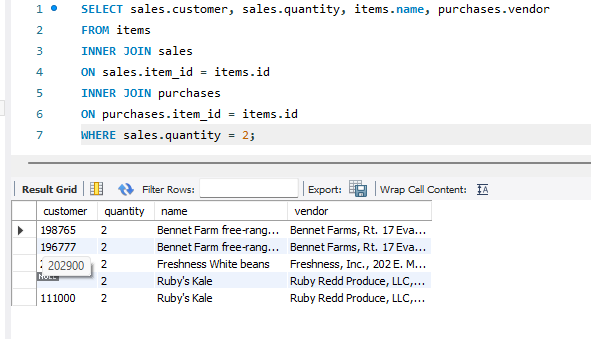 1 SELECT sales.customer, sales.quantity, items.name, purchases.vendor
2 FROM items
3 INNER JOIN sales
4 ON sales.item_id = items.id
5 INNER JOIN purchases
6 ON purchases.item_id = items.id
7 WHERE sales.quantity = 2;
Result Grid Filter Rows: Export: Wrap Cell Content: IA
customer quantity name vendor
198765 2 Bennet Farm free-rang... Bennet Farms, Rt. 17 Eva...
196777 2 Bennet Farm free-rang... Bennet Farms, Rt. 17 Eva...
202900 2 Freshness White beans Freshness, Inc., 202 E. M...
NULL 2 Ruby's Kale Ruby Redd Produce, LLC,...
111000 2 Ruby's Kale Ruby Redd Produce, LLC,...